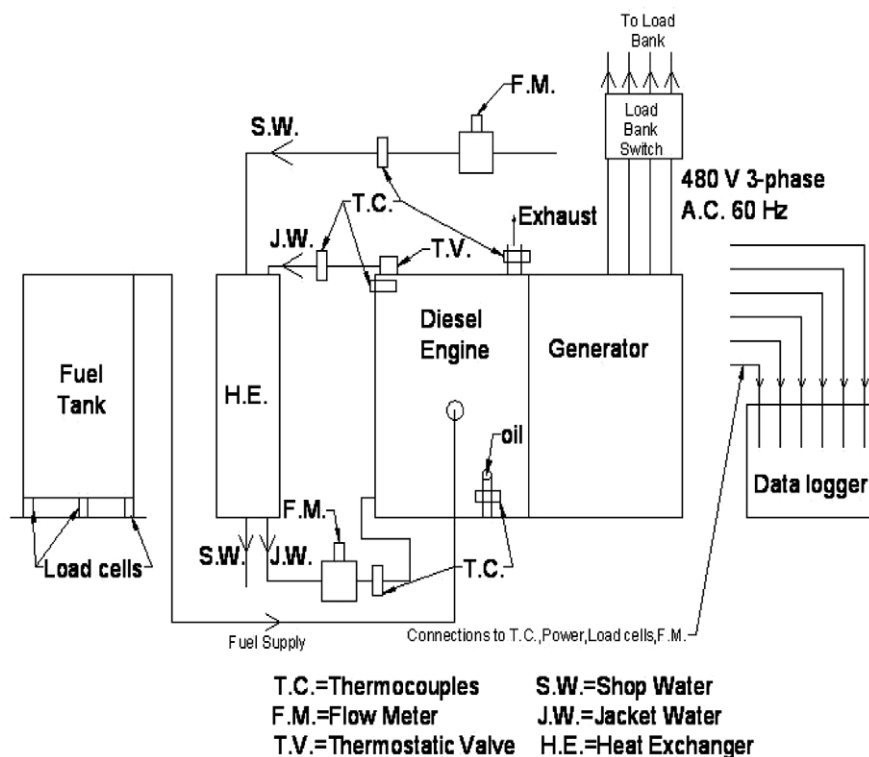 To Load
Bank
F.M.
Load
Bank
Switch
S.W.
480 V 3-phase
A.C. 60 Hz
T.C.
Exhaust
J.W.
T.V.
Diesel
Engine
Generator
Fuel
Tank
H.E.
oil
Data logger
F.M.
S.W.
J.W.
Load cells
T.C.
Fuel Supply
Connections to T.C.,Power,Load cells,F.M.
T.C.=Thermocouples
S.W.=Shop Water
F.M.=Flow Meter
J.W.=Jacket Water
T.V.=Thermostatic Valve
H.E.=Heat Exchanger